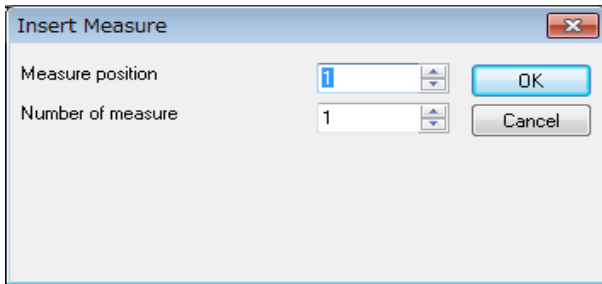 Insert Measure
Measure position 1 OK
Number of measure 1 Cancel